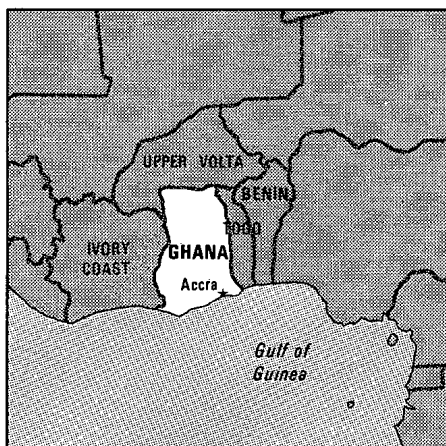 UPPER VOLTA
BENIN
TOGO
IVORY
COAST
GHANA
Accra
Gulf of
Guinea